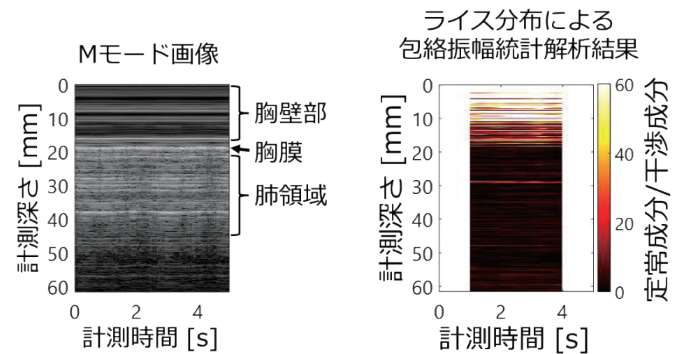 Mモード画像
0
10
20
30
40
50
60
計測深さ [mm]
0
2
4
計測時間 [s]
胸壁部
胸膜
肺領域
ライス分布による
包絡振幅統計解析結果
0
10
20
30
40
50
60
計測深さ [mm]
0
2
4
計測時間 [s]
60
40
20
0
定常成分/干渉成分